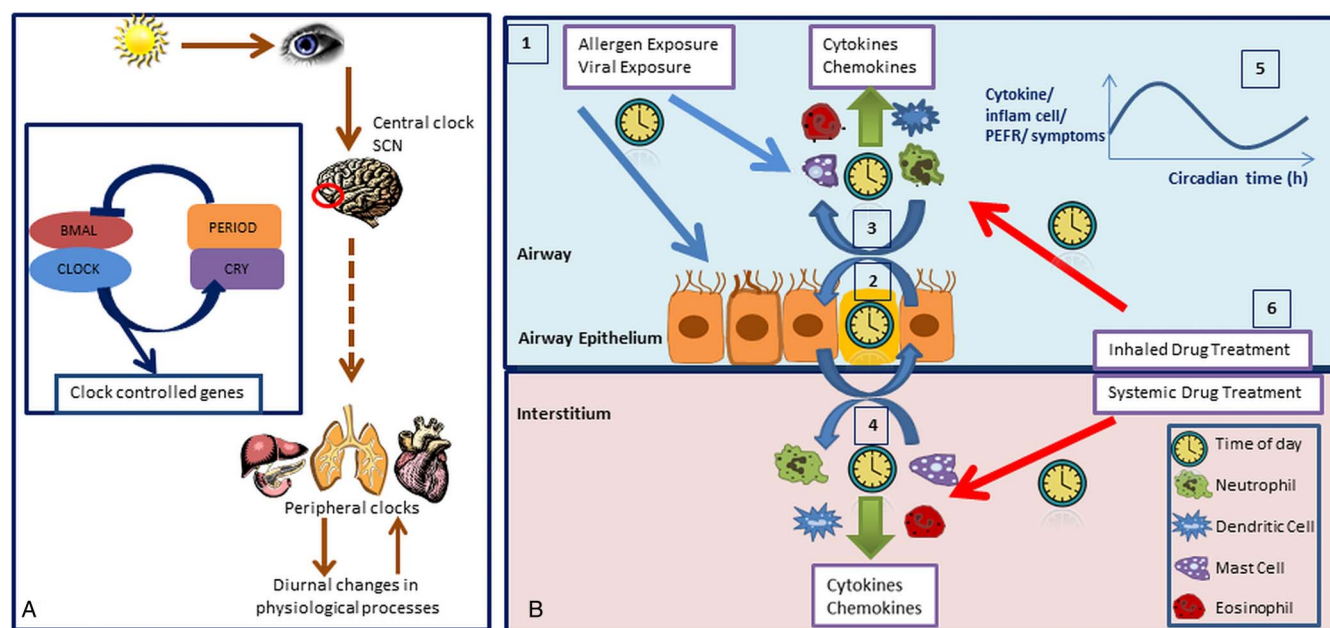 Central clock
SCN
BMAL
CLOCK
PERIOD
CRY
Clock controlled genes
Peripheral clocks
Diurnal changes in
physiological processes
A
1
Allergen Exposure
Viral Exposure
Cytokines
Chemokines
5
Cytokine/
inflam cell/
PEFR/ symptoms
Circadian time (h)
3
Airway
2
Airway Epithelium
6
Inhaled Drug Treatment
Systemic Drug Treatment
Interstitium
4
Time of day
Neutrophil
Dendritic Cell
Mast Cell
Eosinophil
Cytokines
Chemokines
B